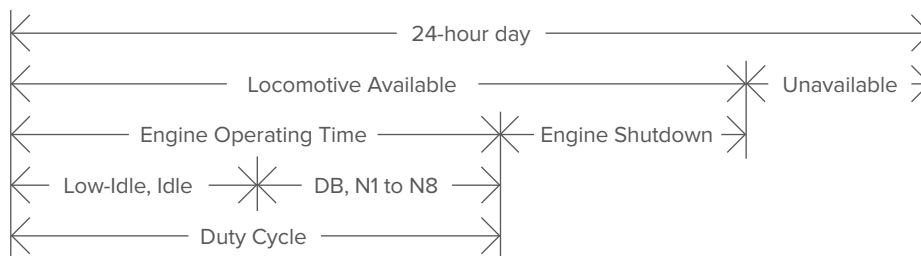 24-hour day
Locomotive Available Unavailable
Engine Operating Time Engine Shutdown
Low-Idle, Idle DB, N1 to N8
Duty Cycle